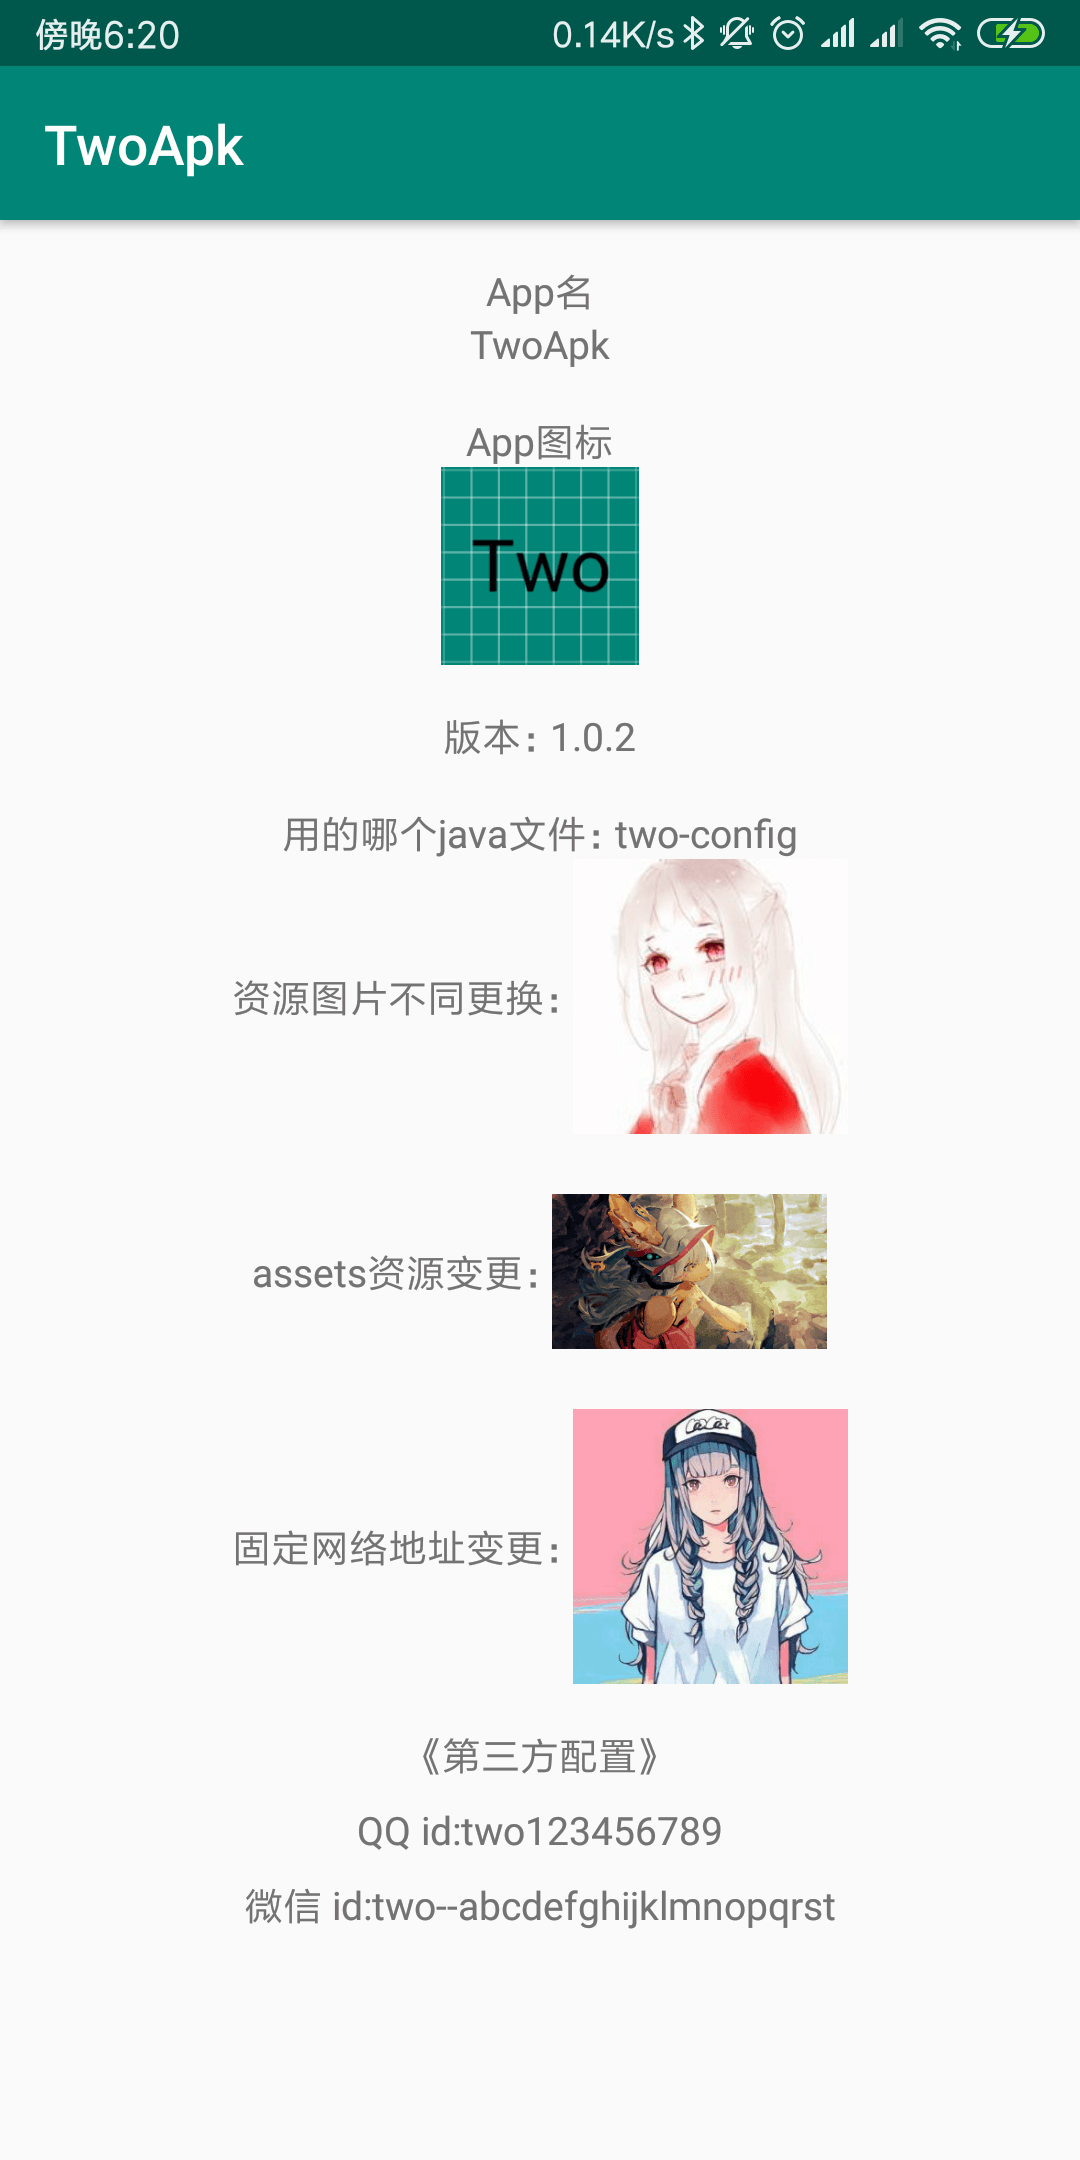 傍晚6:20 0.14K/s
TwoApk
App名
TwoApk
App图标
Two
版本：1.0.2
用的哪个java文件：two-config
资源图片不同更换：
assets资源变更：
固定网络地址变更：
《第三方配置》
QQ id:two123456789
微信 id:two--abcdefghijklmnopqrst